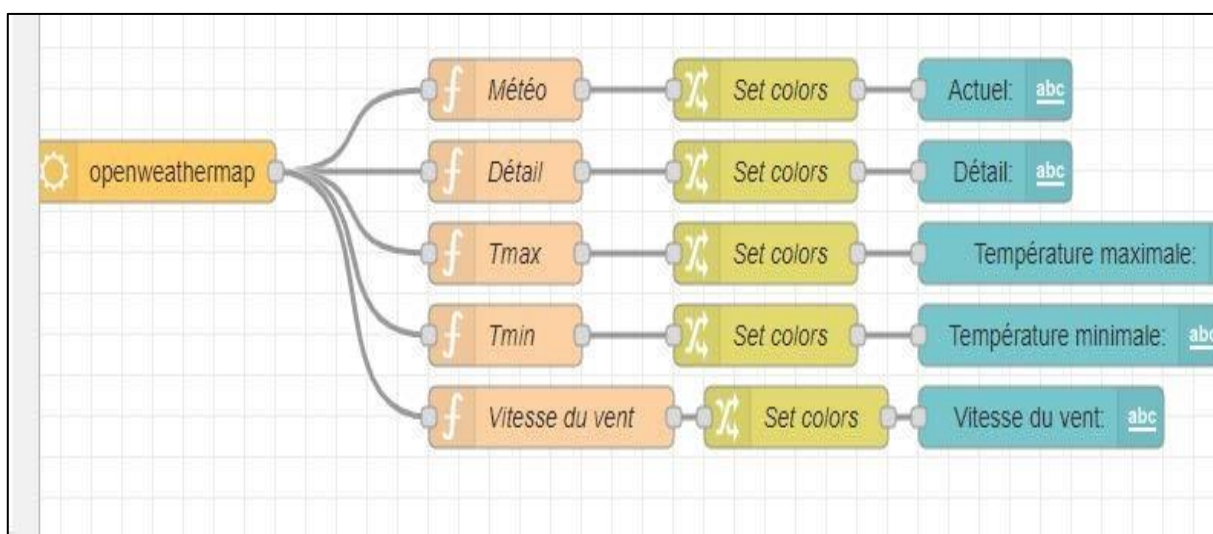 Météo Set colors Actuel: abc
openweathermap Détail Set colors Détail: abc
Tmax Set colors Température maximale:
Tmin Set colors Température minimale: abc
Vitesse du vent Set colors Vitesse du vent: abc